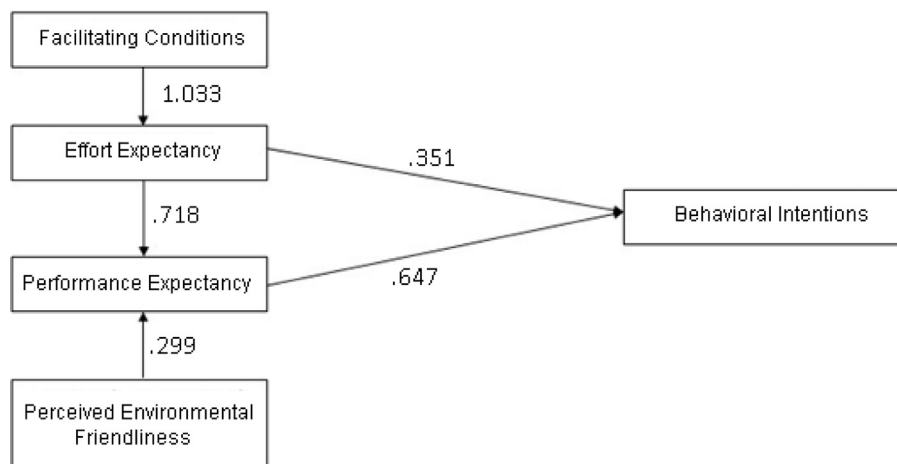 Facilitating Conditions
1.033
Effort Expectancy
.351
.718
Behavioral Intentions
Performance Expectancy
.647
.299
Perceived Environmental
Friendliness